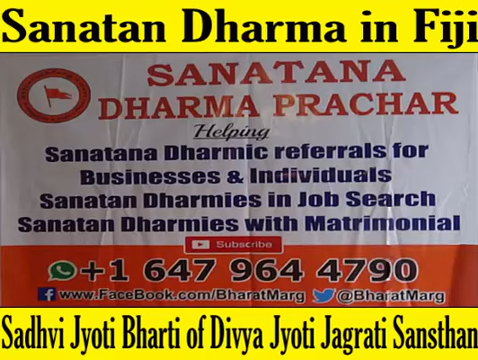 Sanatan Dharma in Fiji
SANATANA
DHARMA PRACHAR
Helping
Sanatana Dharmic referrals for
Businesses & Individuals
Sanatan Dharmies in Job Search
Sanatan Dharmies with Matrimonial
Subscribe
+1 647 964 4790
www.FaceBook.com/BharatMarg @BharatMarg
Sadhvi Jyoti Bharti of Divya Jyoti Jagrati Sansthan